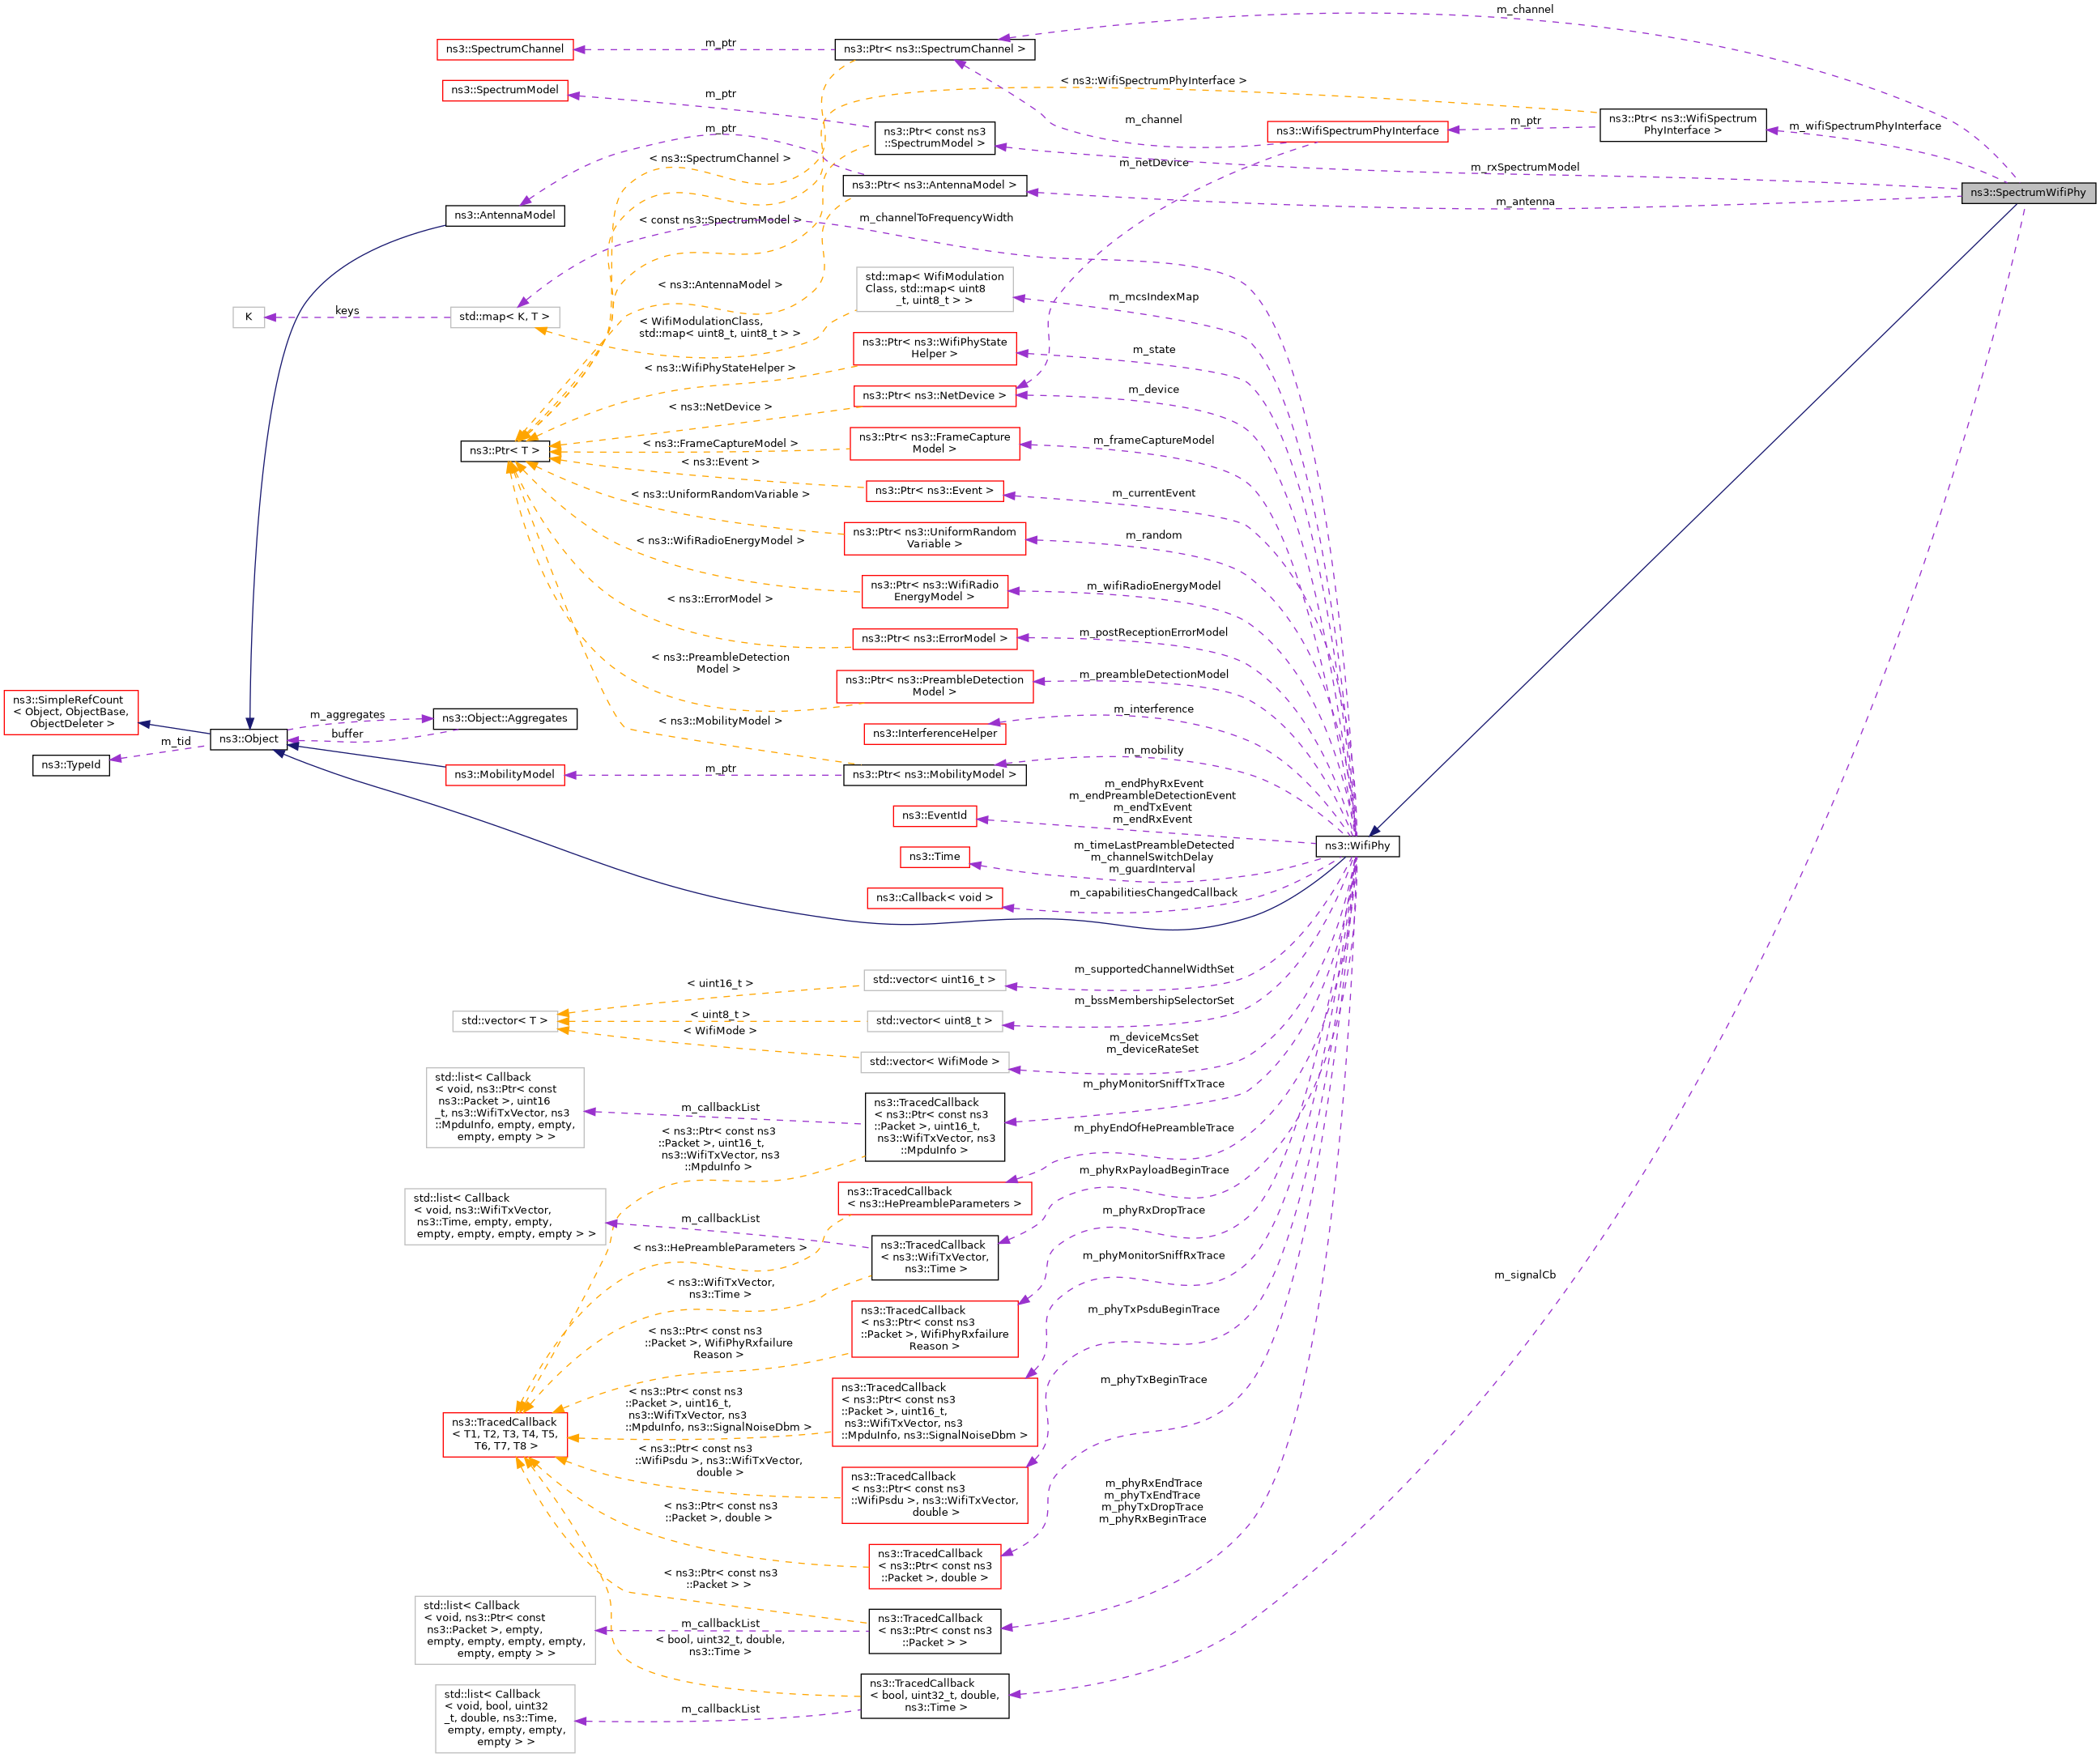 m_channel
ns3::SpectrumChannel
m_ptr
ns3::Ptr< ns3::SpectrumChannel >
ns3::SpectrumModel
m_ptr
< ns3::WifiSpectrumPhyInterface >
m_channel
ns3::Ptr< const ns3
::SpectrumModel >
ns3::WifiSpectrumPhyInterface
m_ptr
ns3::Ptr< ns3::WifiSpectrum
PhyInterface >
m_wifiSpectrumPhyInterface
m_ptr
< ns3::SpectrumChannel >
m_netDevice
m_rxSpectrumModel
ns3::Ptr< ns3::AntennaModel >
m_antenna
ns3::SpectrumWifiPhy
ns3::AntennaModel
< const ns3::SpectrumModel >
m_channelToFrequencyWidth
< ns3::AntennaModel >
std::map< WifiModulation
Class, std::map< uint8
_t, uint8_t > >
m_mcsIndexMap
K
keys
std::map< K, T >
< WifiModulationClass,
std::map< uint8_t, uint8_t > >
ns3::Ptr< ns3::WifiPhyState
Helper >
m_state
< ns3::WifiPhyStateHelper >
ns3::Ptr< ns3::NetDevice >
m_device
< ns3::NetDevice >
ns3::Ptr< T >
< ns3::FrameCaptureModel >
ns3::Ptr< ns3::FrameCapture
Model >
m_frameCaptureModel
< ns3::Event >
ns3::Ptr< ns3::Event >
m_currentEvent
< ns3::UniformRandomVariable >
ns3::Ptr< ns3::UniformRandom
Variable >
m_random
< ns3::WifiRadioEnergyModel >
ns3::Ptr< ns3::WifiRadio
EnergyModel >
m_wifiRadioEnergyModel
< ns3::ErrorModel >
ns3::Ptr< ns3::ErrorModel >
m_postReceptionErrorModel
< ns3::PreambleDetection
Model >
ns3::Ptr< ns3::PreambleDetection
Model >
m_preambleDetectionModel
ns3::SimpleRefCount
< Object, ObjectBase,
ObjectDeleter >
ns3::Object
m_aggregates
buffer
ns3::Object::Aggregates
m_tid
ns3::TypeId
< ns3::MobilityModel >
ns3::InterferenceHelper
m_interference
ns3::MobilityModel
m_ptr
ns3::Ptr< ns3::MobilityModel >
m_mobility
ns3::EventId
m_endPhyRxEvent
m_endPreambleDetectionEvent
m_endTxEvent
m_endRxEvent
ns3::WifiPhy
ns3::Time
m_timeLastPreambleDetected
m_channelSwitchDelay
m_guardInterval
ns3::Callback< void >
m_capabilitiesChangedCallback
std::vector< T >
< uint16_t >
std::vector< uint16_t >
m_supportedChannelWidthSet
< uint8_t >
std::vector< uint8_t >
m_bssMembershipSelectorSet
< WifiMode >
std::vector< WifiMode >
m_deviceMcsSet
m_deviceRateSet
std::list< Callback
< void, ns3::Ptr< const
ns3::Packet >, uint16
_t, ns3::WifiTxVector, ns3
::MpduInfo, empty, empty,
empty, empty > >
m_callbackList
ns3::TracedCallback
< ns3::Ptr< const ns3
::Packet >, uint16_t,
ns3::WifiTxVector, ns3
::MpduInfo >
m_phyMonitorSniffTxTrace
< ns3::Ptr< const ns3
::Packet >, uint16_t,
ns3::WifiTxVector, ns3
::MpduInfo >
m_phyEndOfHePreambleTrace
ns3::TracedCallback
< ns3::HePreambleParameters >
m_phyRxPayloadBeginTrace
std::list< Callback
< void, ns3::WifiTxVector,
ns3::Time, empty, empty,
empty, empty, empty, empty > >
m_callbackList
< ns3::HePreambleParameters >
ns3::TracedCallback
< ns3::WifiTxVector,
ns3::Time >
m_phyRxDropTrace
< ns3::WifiTxVector,
ns3::Time >
m_phyMonitorSniffRxTrace
m_signalCb
ns3::TracedCallback
< ns3::Ptr< const ns3
::Packet >, WifiPhyRxfailure
Reason >
m_phyTxPsduBeginTrace
< ns3::Ptr< const ns3
::Packet >, WifiPhyRxfailure
Reason >
m_phyTxBeginTrace
ns3::TracedCallback
< T1, T2, T3, T4, T5,
T6, T7, T8 >
< ns3::Ptr< const ns3
::Packet >, uint16_t,
ns3::WifiTxVector, ns3
::MpduInfo, ns3::SignalNoiseDbm >
ns3::TracedCallback
< ns3::Ptr< const ns3
::Packet >, uint16_t,
ns3::WifiTxVector, ns3
::MpduInfo, ns3::SignalNoiseDbm >
< ns3::Ptr< const ns3
::WifiPsdu >, ns3::WifiTxVector,
double >
ns3::TracedCallback
< ns3::Ptr< const ns3
::WifiPsdu >, ns3::WifiTxVector,
double >
m_phyRxEndTrace
m_phyTxEndTrace
m_phyTxDropTrace
m_phyRxBeginTrace
< ns3::Ptr< const ns3
::Packet >, double >
ns3::TracedCallback
< ns3::Ptr< const ns3
::Packet >, double >
< ns3::Ptr< const ns3
::Packet > >
std::list< Callback
< void, ns3::Ptr< const
ns3::Packet >, empty,
empty, empty, empty, empty,
empty, empty > >
m_callbackList
ns3::TracedCallback
< ns3::Ptr< const ns3
::Packet > >
< bool, uint32_t, double,
ns3::Time >
ns3::TracedCallback
< bool, uint32_t, double,
ns3::Time >
std::list< Callback
< void, bool, uint32
_t, double, ns3::Time,
empty, empty, empty,
empty > >
m_callbackList